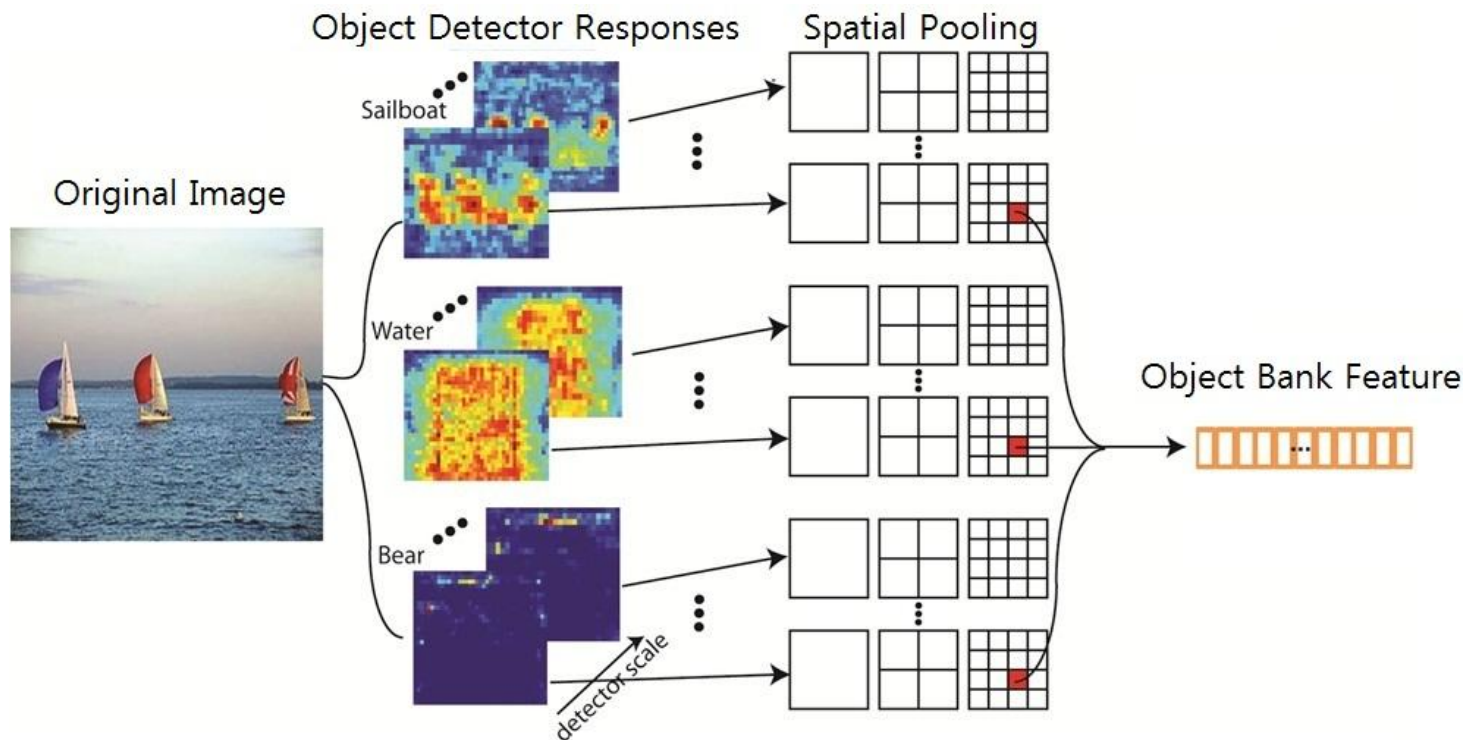 Object Detector Responses
Spatial Pooling
Sailboat
Original Image
Water
Object Bank Feature
Bear
detector scale